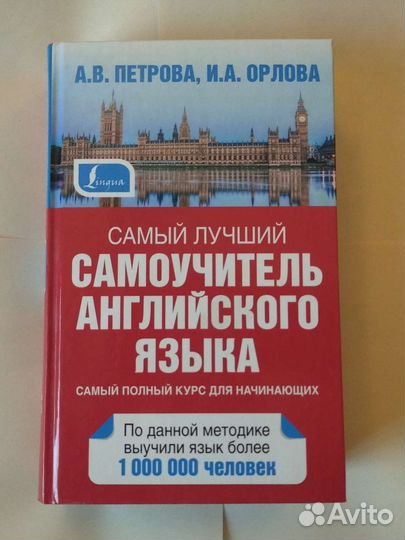 А.В. ПЕТРОВА, И.А. ОРЛОВА
Lingua
САМЫЙ ЛУЧШИЙ
САМОУЧИТЕЛЬ
АНГЛИЙСКОГО
ЯЗЫКА
САМЫЙ ПОЛНЫЙ КУРС ДЛЯ НАЧИНАЮЩИХ
По данной методике
выучили язык более
1 000 000 человек
Avito